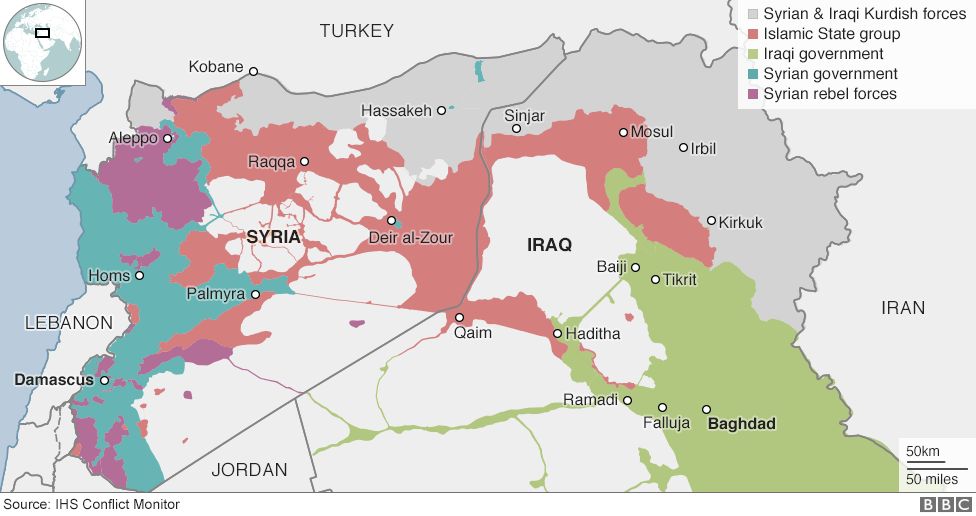 Syrian & Iraqi Kurdish forces
Islamic State group
Iraqi government
Syrian government
Syrian rebel forces
TURKEY
Kobane
Hassakeh
Sinjar
Mosul
Aleppo
Irbil
Raqqa
Kirkuk
SYRIA
Deir al-Zour
IRAQ
Homs
Baiji
Tikrit
Palmyra
IRAN
LEBANON
Qaim
Haditha
Damascus
Ramadi
Falluja
Baghdad
JORDAN
50km
50 miles
Source: IHS Conflict Monitor
BBC